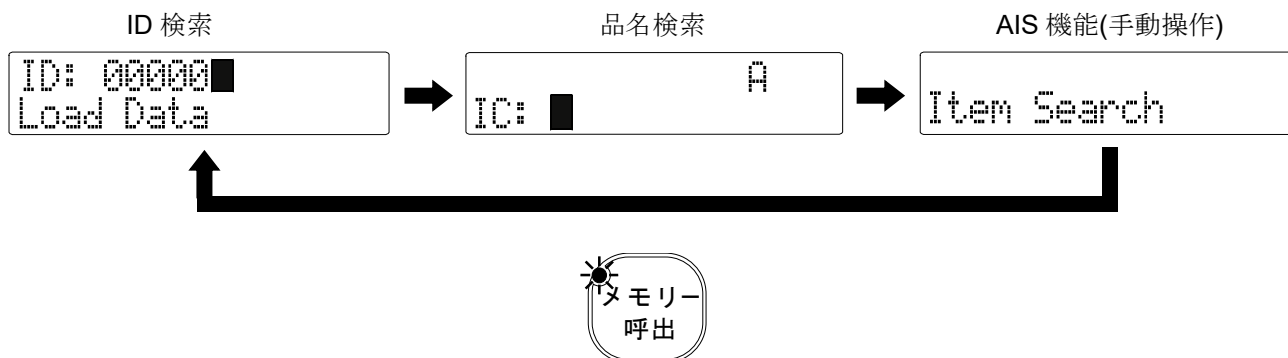 ID 検索
品名検索
AIS 機能(手動操作)
ID: 00000
Load Data
A
IC:
Item Search
メモリー
呼出